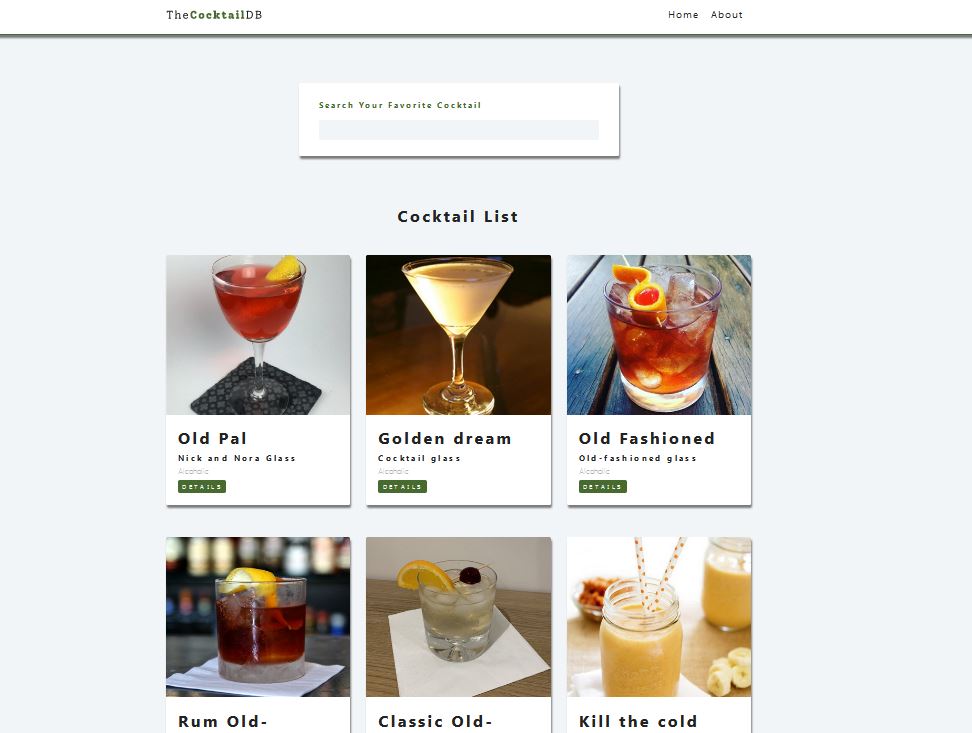 TheCocktailDB
Home About
Search Your Favorite Cocktail
Cocktail List
Old Pal
Nick and Nora Glass
Alcoholic
DETAILS
Golden dream
Cocktail glass
Alcoholic
DETAILS
Old Fashioned
Old-fashioned glass
Alcoholic
DETAILS
Rum Old-
Classic Old-
Kill the cold